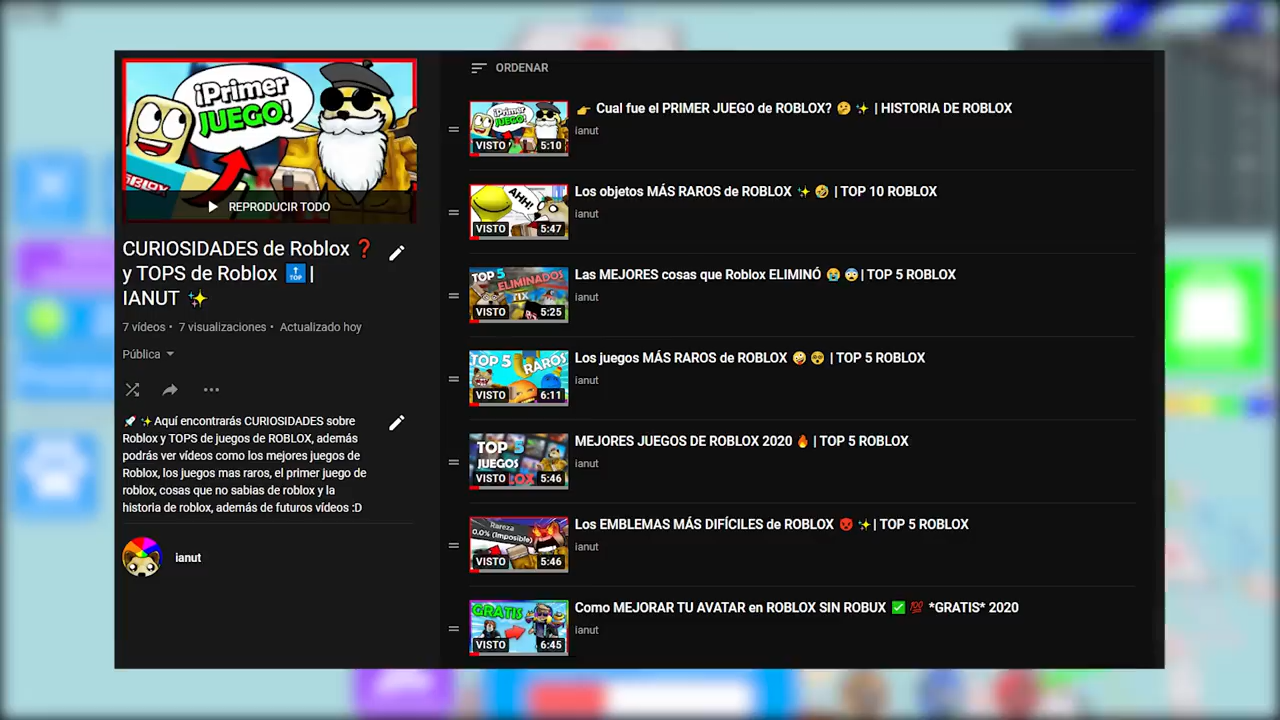 ¡Primer
JUEGO!
REPRODUCIR TODO
CURIOSIDADES de Roblox ❓
y TOPS de Roblox 🔝 |
IANUT ✨
7 vídeos • 7 visualizaciones • Actualizado hoy
Pública
🚀 ✨Aquí encontrarás CURIOSIDADES sobre
Roblox y TOPS de juegos de ROBLOX, además
podrás ver vídeos como los mejores juegos de
Roblox, los juegos mas raros, el primer juego de
roblox, cosas que no sabias de roblox y la
historia de roblox, además de futuros vídeos :D
ianut
ORDENAR
¡Primer
JUEGO!
VISTO 5:10
👉 Cual fue el PRIMER JUEGO de ROBLOX? 🤔 ✨ | HISTORIA DE ROBLOX
ianut
AHH!
VISTO 5:47
Los objetos MÁS RAROS de ROBLOX ✨ 🤣 | TOP 10 ROBLOX
ianut
TOP 5
ELIMINADOS
TIX
VISTO 5:25
Las MEJORES cosas que Roblox ELIMINÓ 😭 😨| TOP 5 ROBLOX
ianut
TOP 5
RAROS
VISTO 6:11
Los juegos MÁS RAROS de ROBLOX 🤪 😵 | TOP 5 ROBLOX
ianut
TOP 5
JUEGOS
VISTO 5:46
MEJORES JUEGOS DE ROBLOX 2020 🔥 | TOP 5 ROBLOX
ianut
Rareza
0.0% (Imposible)
VISTO 5:46
Los EMBLEMAS MÁS DIFÍCILES de ROBLOX 😡 ✨| TOP 5 ROBLOX
ianut
GRATIS
VISTO 6:45
Como MEJORAR TU AVATAR en ROBLOX SIN ROBUX ✅ 💯 *GRATIS* 2020
ianut